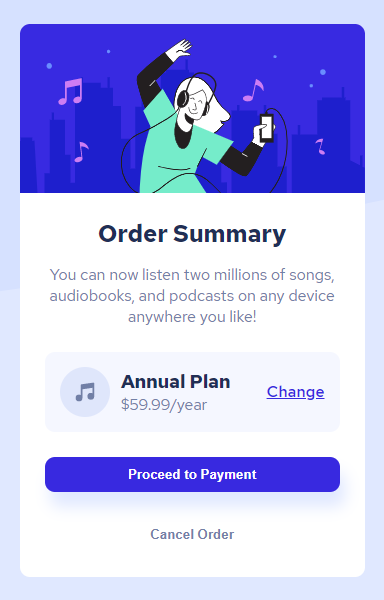 Order Summary
You can now listen two millions of songs,
audiobooks, and podcasts on any device
anywhere you like!
Annual Plan
$59.99/year
Change
Proceed to Payment
Cancel Order